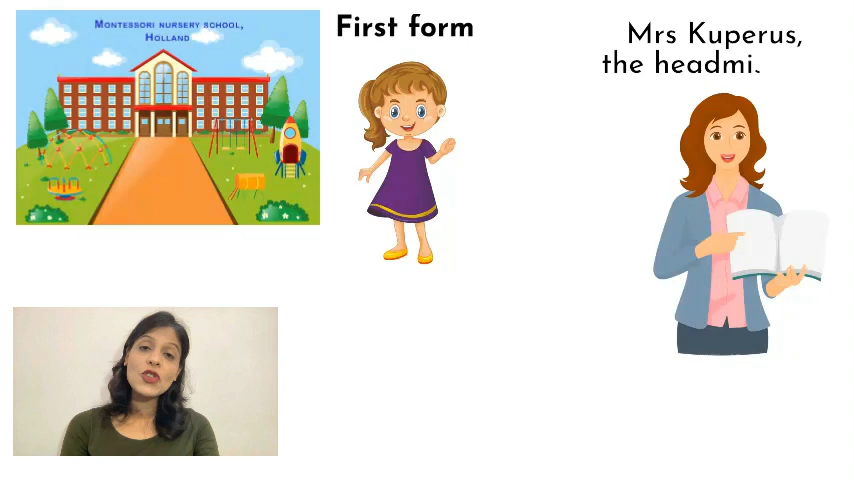 MONTESSORI NURSERY SCHOOL,
HOLLAND
First form
Mrs Kuperus,
the headmi